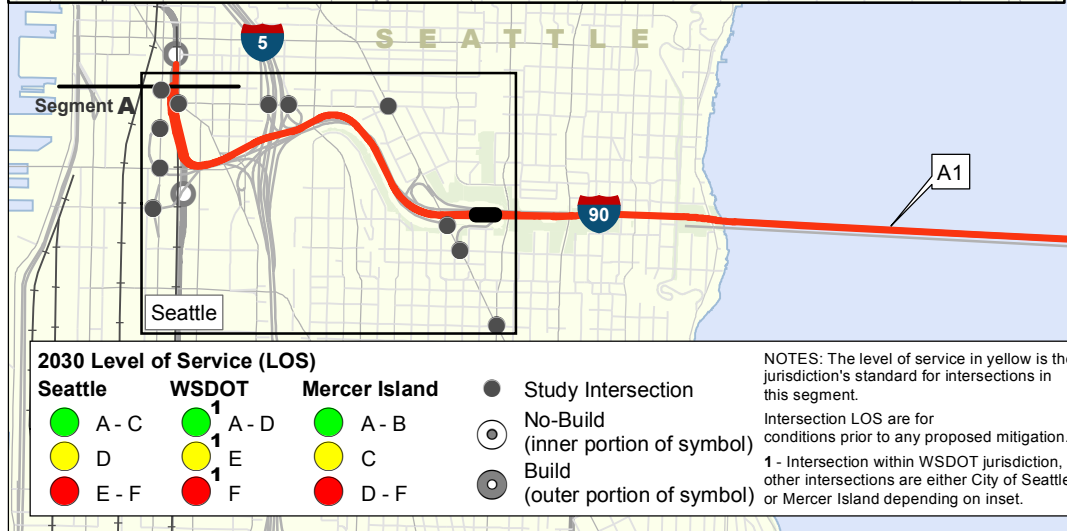 5
SEATTLE
Segment A
A1
90
Seattle
2030 Level of Service (LOS)
Seattle
WSDOT
Mercer Island
A - C
1 A - D
A - B
D
1 E
C
E - F
1 F
D - F
Study Intersection
No-Build
(inner portion of symbol)
Build
(outer portion of symbol)
NOTES: The level of service in yellow is the
jurisdiction's standard for intersections in
this segment.
Intersection LOS are for
conditions prior to any proposed mitigation.
1 - Intersection within WSDOT jurisdiction,
other intersections are either City of Seattle
or Mercer Island depending on inset.